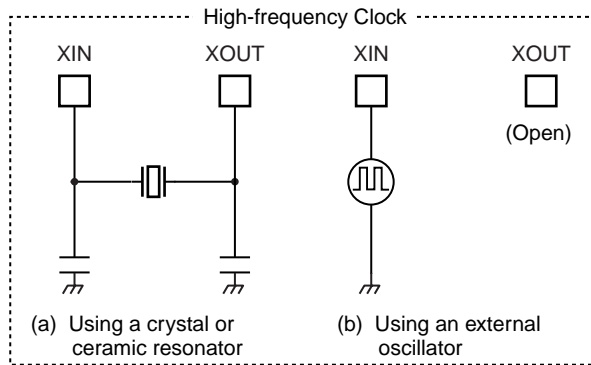 High-frequency Clock
XIN
XOUT
XIN
XOUT
(Open)
(a) Using a crystal or
ceramic resonator
(b) Using an external
oscillator